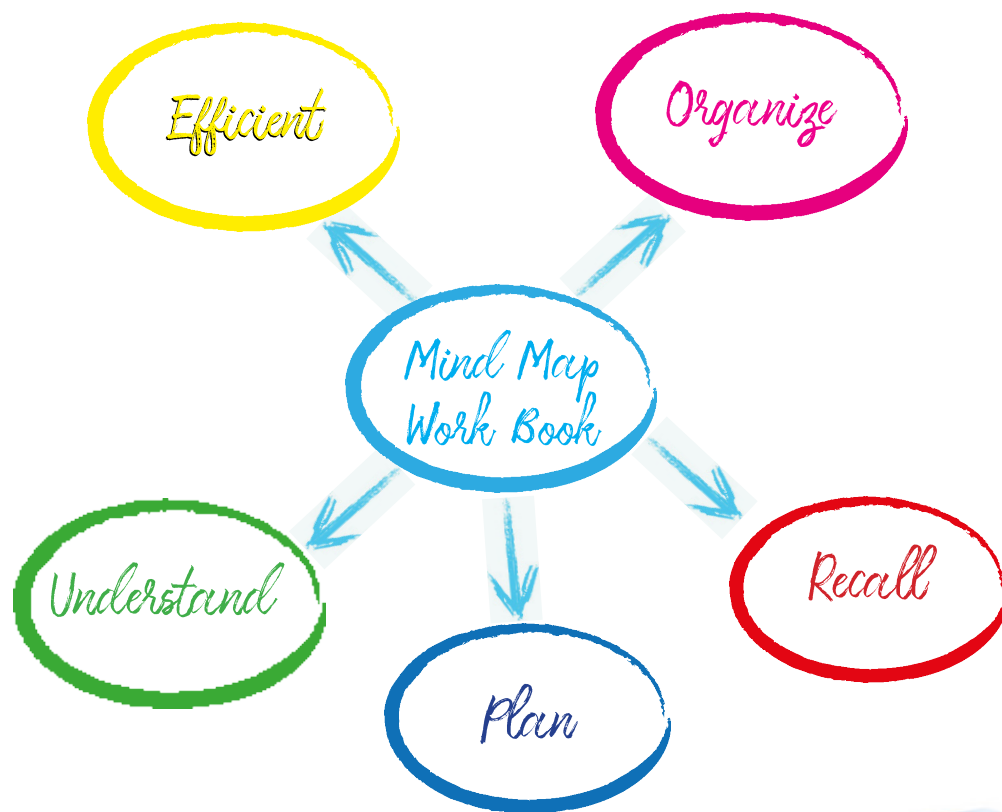 Efficient
Organize
Mind Map
Work Book
Understand
Recall
Plan